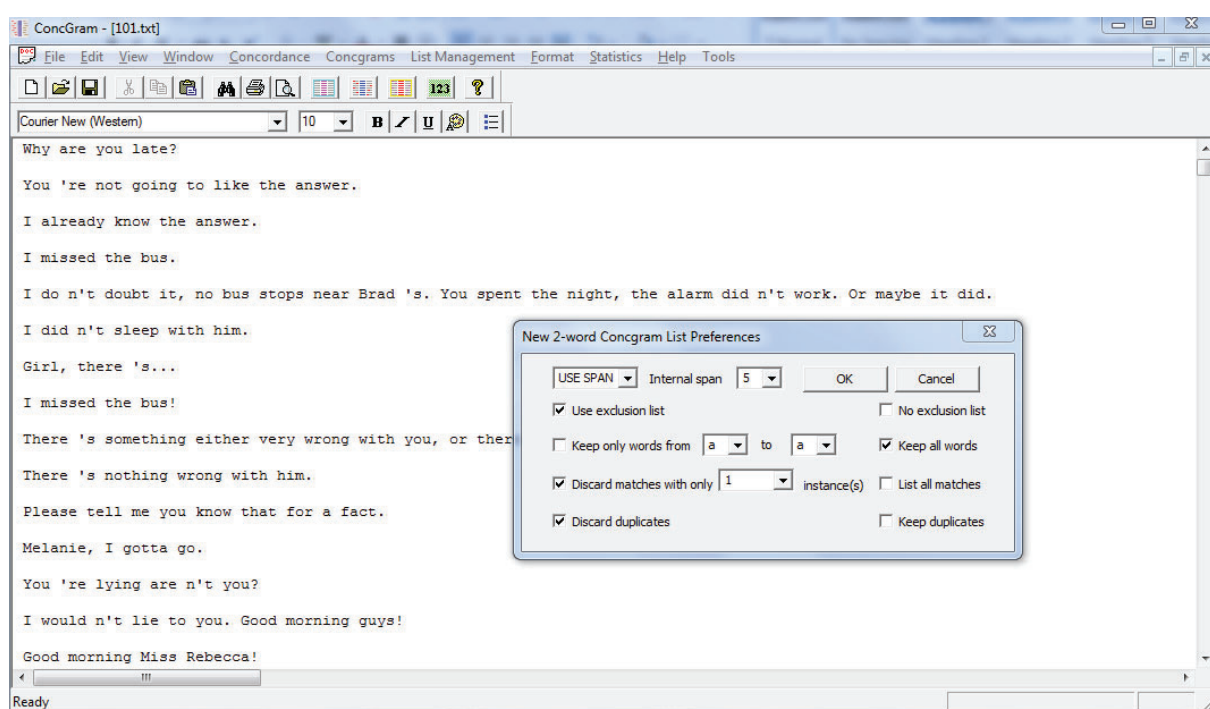 ConcGram - [101.txt]
File Edit View Window Concordance Concgrams List Management Format Statistics Help Tools
123 ?
Courier New (Western) 10 B I U
Why are you late?
You 're not going to like the answer.
I already know the answer.
I missed the bus.
I do n't doubt it, no bus stops near Brad 's. You spent the night, the alarm did n't work. Or maybe it did.
I did n't sleep with him.
Girl, there 's...
I missed the bus!
There 's something either very wrong with you, or ther
There 's nothing wrong with him.
Please tell me you know that for a fact.
Melanie, I gotta go.
You 're lying are n't you?
I would n't lie to you. Good morning guys!
Good morning Miss Rebecca!
New 2-word Concgram List Preferences
USE SPAN Internal span 5 OK Cancel
Use exclusion list No exclusion list
Keep only words from a to a Keep all words
Discard matches with only 1 instance(s) List all matches
Discard duplicates Keep duplicates
Ready